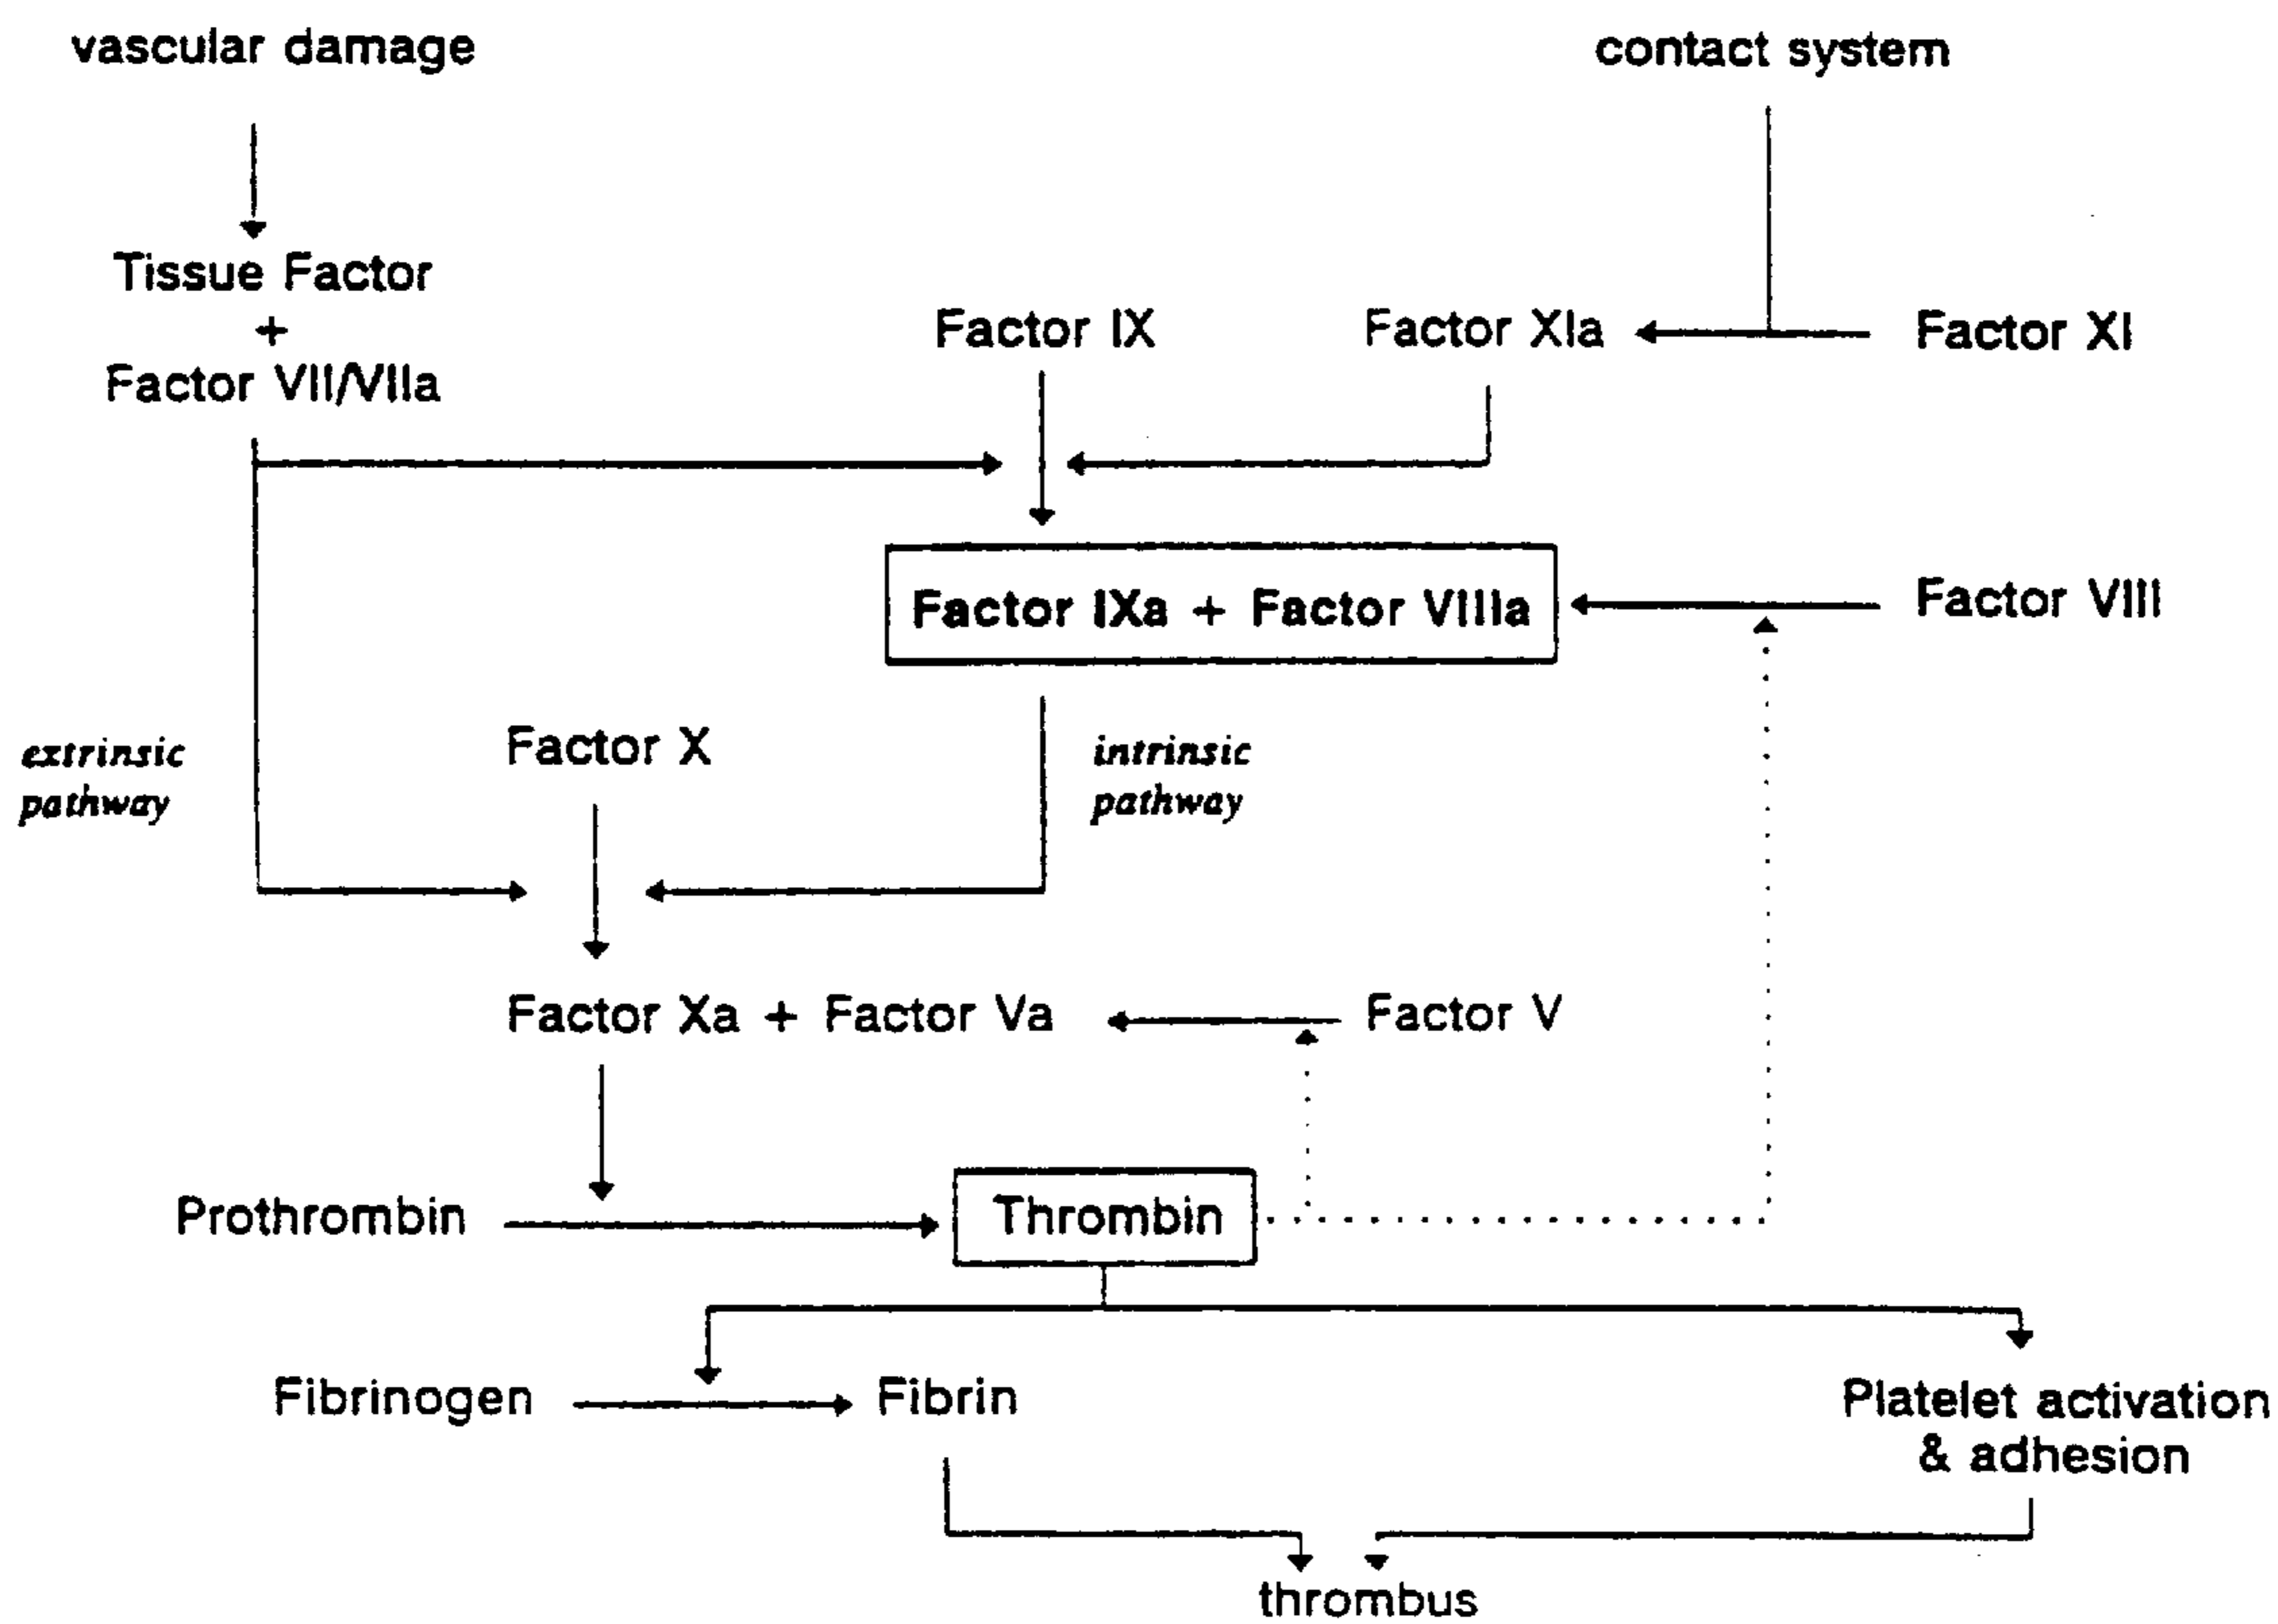 vascular damage
contact system
Tissue Factor
+
Factor VII/VIIa
Factor IX
Factor XIa
Factor XI
Factor IXa + Factor VIIIa
Factor VIII
extrinsic
pathway
Factor X
intrinsic
pathway
Factor Xa + Factor Va
Factor V
Prothrombin
Thrombin
Fibrinogen
Fibrin
Platelet activation
& adhesion
thrombus